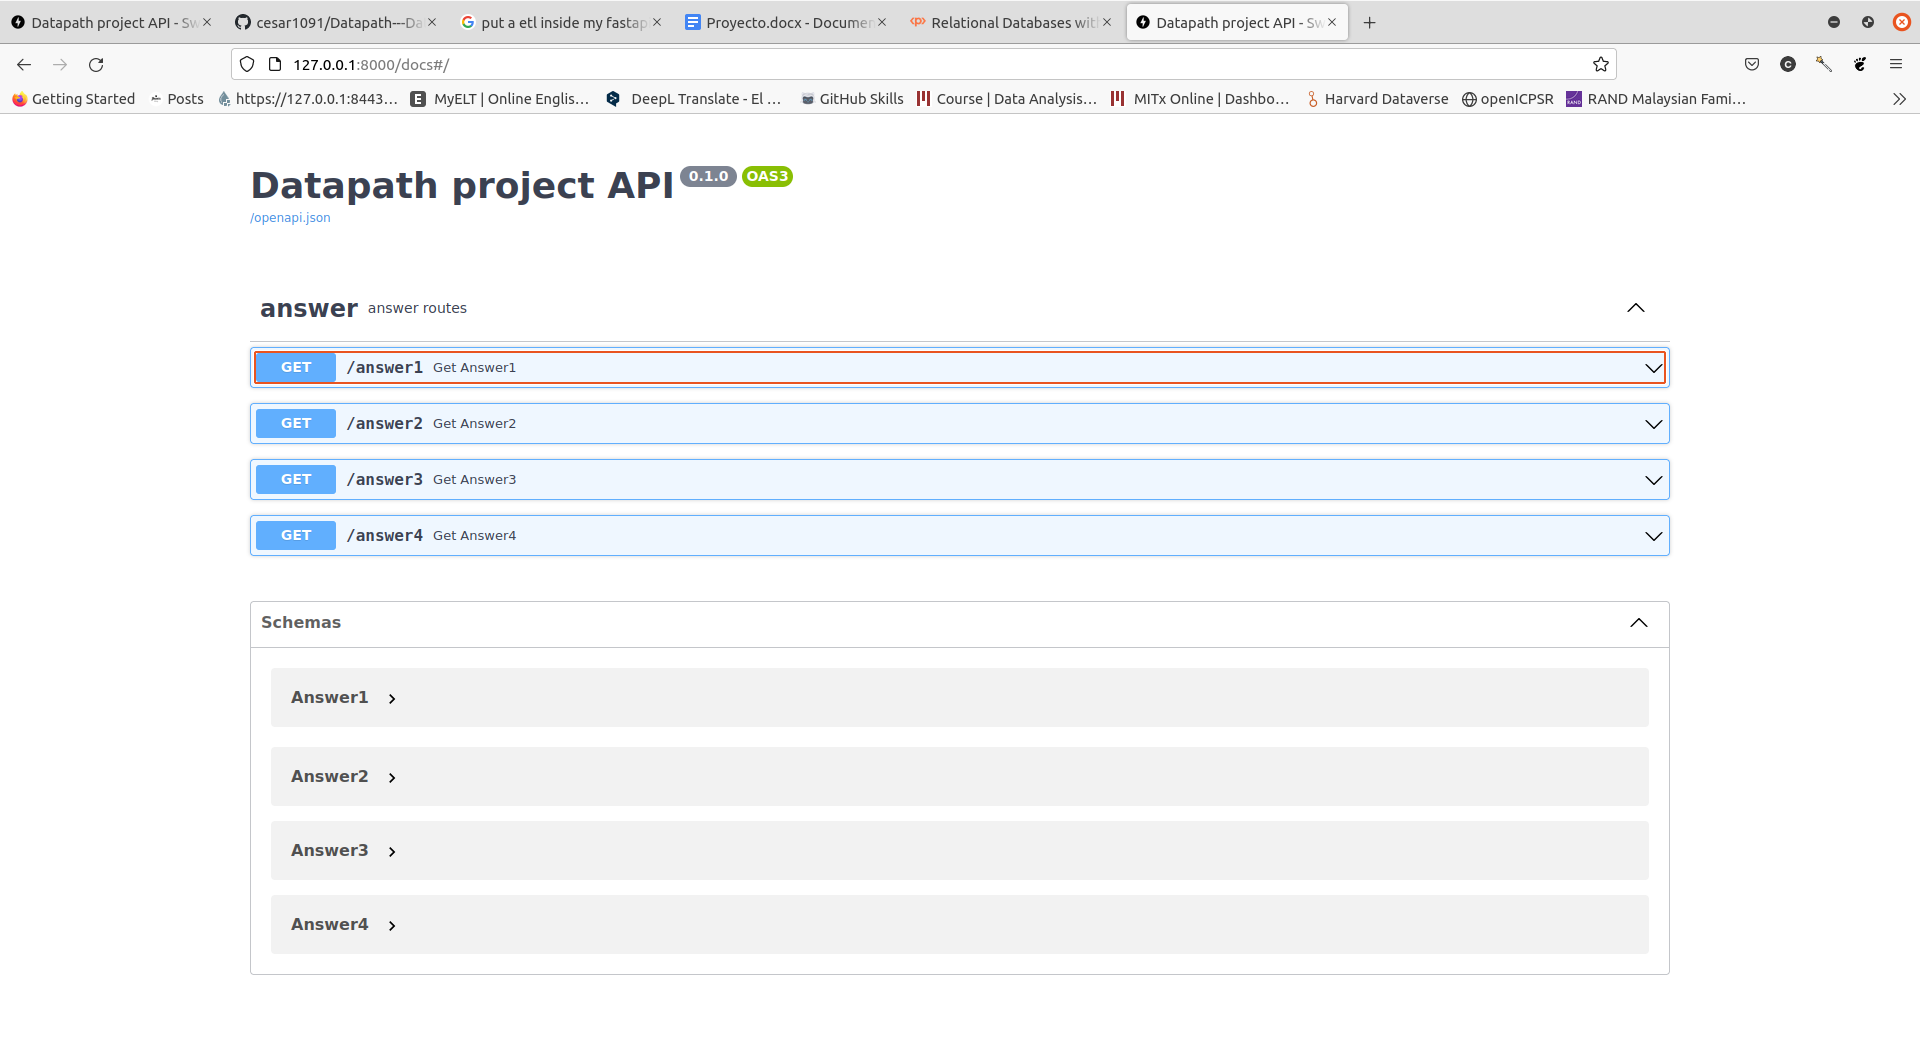 Datapath project API - Sw
cesar1091/Datapath---Da
put a etl inside my fastap
Proyecto.docx - Documen
Relational Databases wit
Datapath project API - Sw
127.0.0.1:8000/docs#/
Getting Started
Posts
https://127.0.0.1:8443…
MyELT | Online Englis…
DeepL Translate - El …
GitHub Skills
Course | Data Analysis…
MITx Online | Dashbo…
Harvard Dataverse
openICPSR
RAND Malaysian Fami…
Datapath project API 0.1.0 OAS3
/openapi.json
answer answer routes
GET /answer1 Get Answer1
GET /answer2 Get Answer2
GET /answer3 Get Answer3
GET /answer4 Get Answer4
Schemas
Answer1
Answer2
Answer3
Answer4